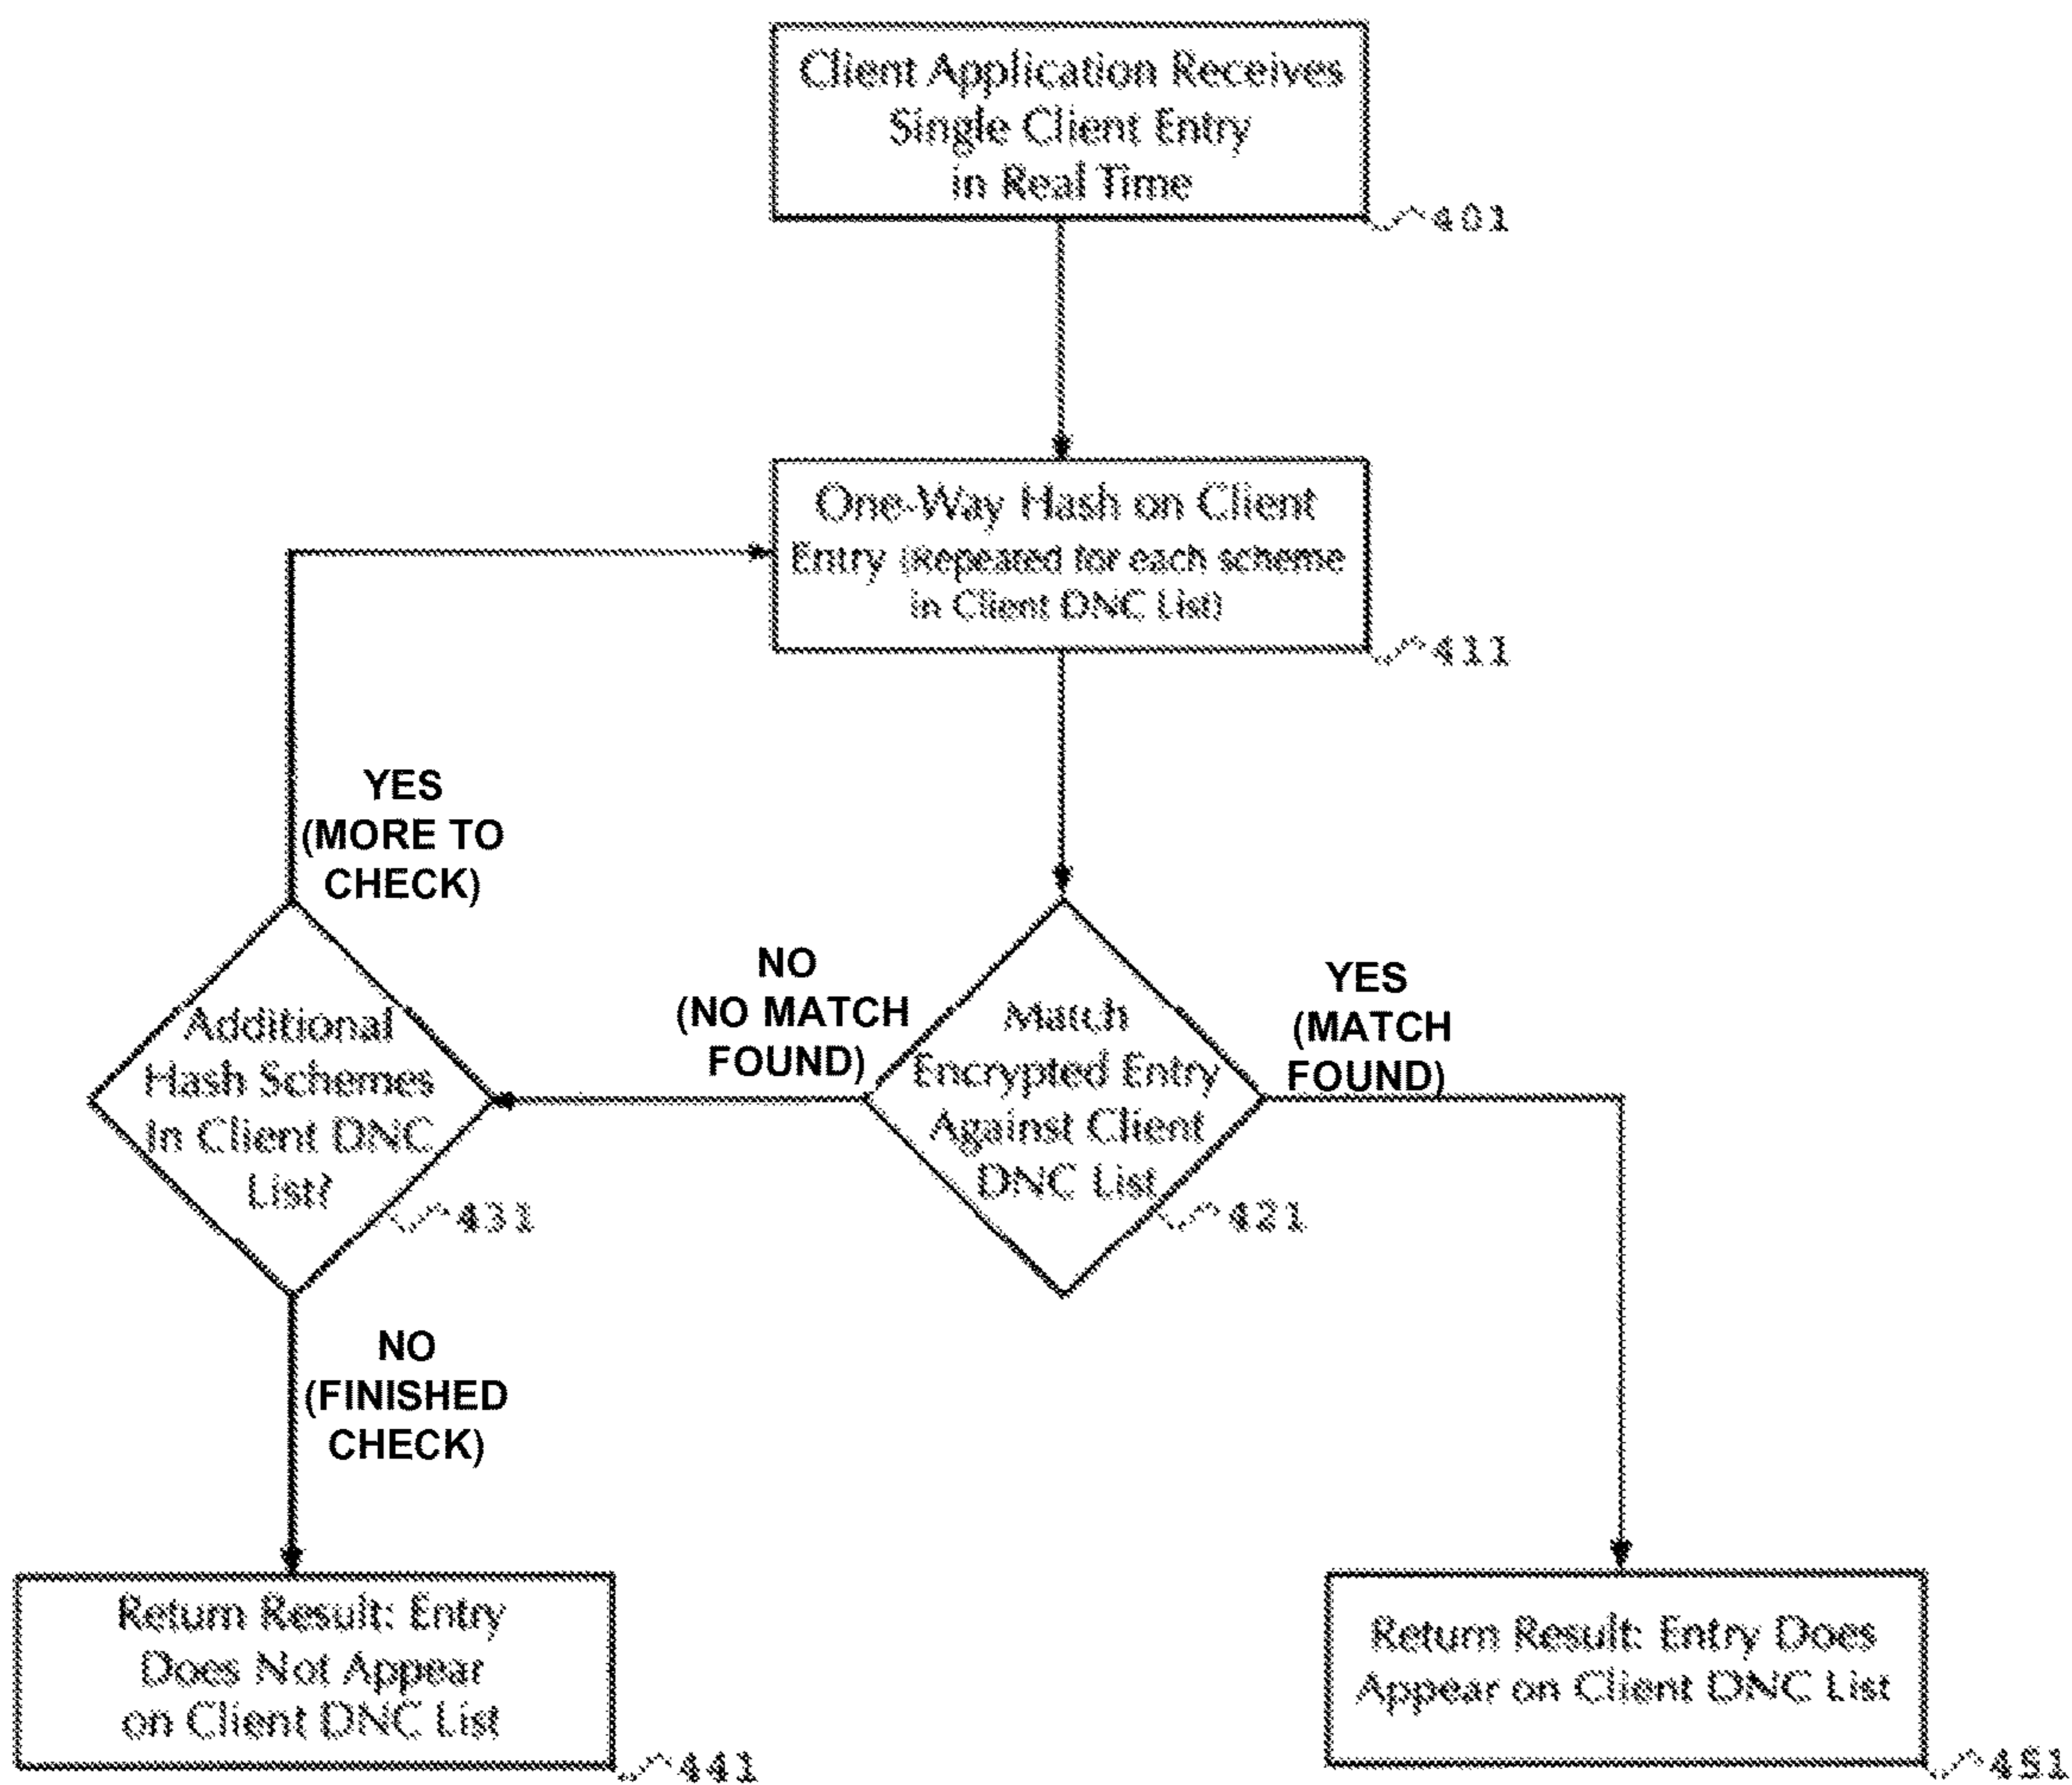 Client Application Receives
Single Client Entry
in Real Time
401
One-Way Hash on Client
Entry (Repeated for each scheme
in Client DNC List)
411
YES
(MORE TO
CHECK)
NO
(NO MATCH
FOUND)
YES
(MATCH
FOUND)
Additional
Hash Schemes
In Client DNC
List?
431
Match
Encrypted Entry
Against Client
DNC List
421
NO
(FINISHED
CHECK)
Return Result: Entry
Does Not Appear
on Client DNC List
441
Return Result: Entry Does
Appear on Client DNC List
451